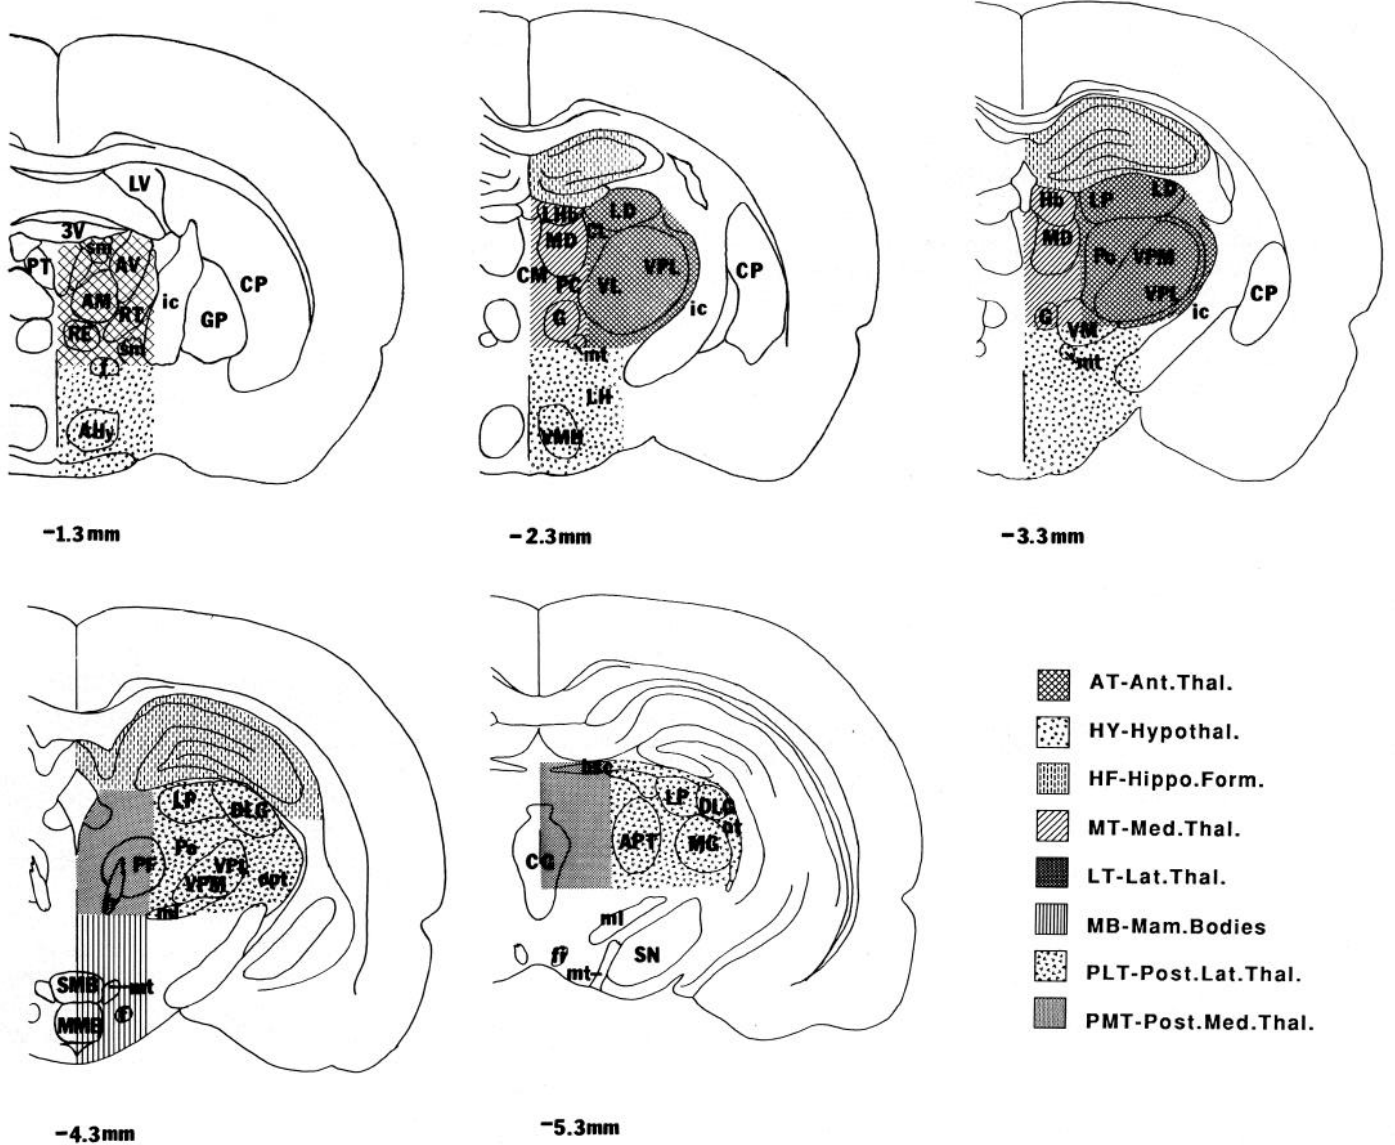 LV
3V
sm
PT
AV
AM
ic
CP
RT
GP
RE
sm
f
AHy
-1.3mm
LHb
LD
CL
MD
CM
PC
VL
VPL
CP
G
ic
mt
LH
VMH
-2.3mm
Hb
LP
LD
MD
Po
VPM
VPL
CP
G
VM
ic
mt
-3.3mm
LP
DLG
Po
PF
VPL
VPM
opt
fr
ml
SMB
mt
f
MMB
-4.3mm
bsc
LP
DLG
ot
APT
MG
CG
ml
SN
mt
-5.3mm
AT-Ant.Thal.
HY-Hypothal.
HF-Hippo.Form.
MT-Med.Thal.
LT-Lat.Thal.
MB-Mam.Bodies
PLT-Post.Lat.Thal.
PMT-Post.Med.Thal.